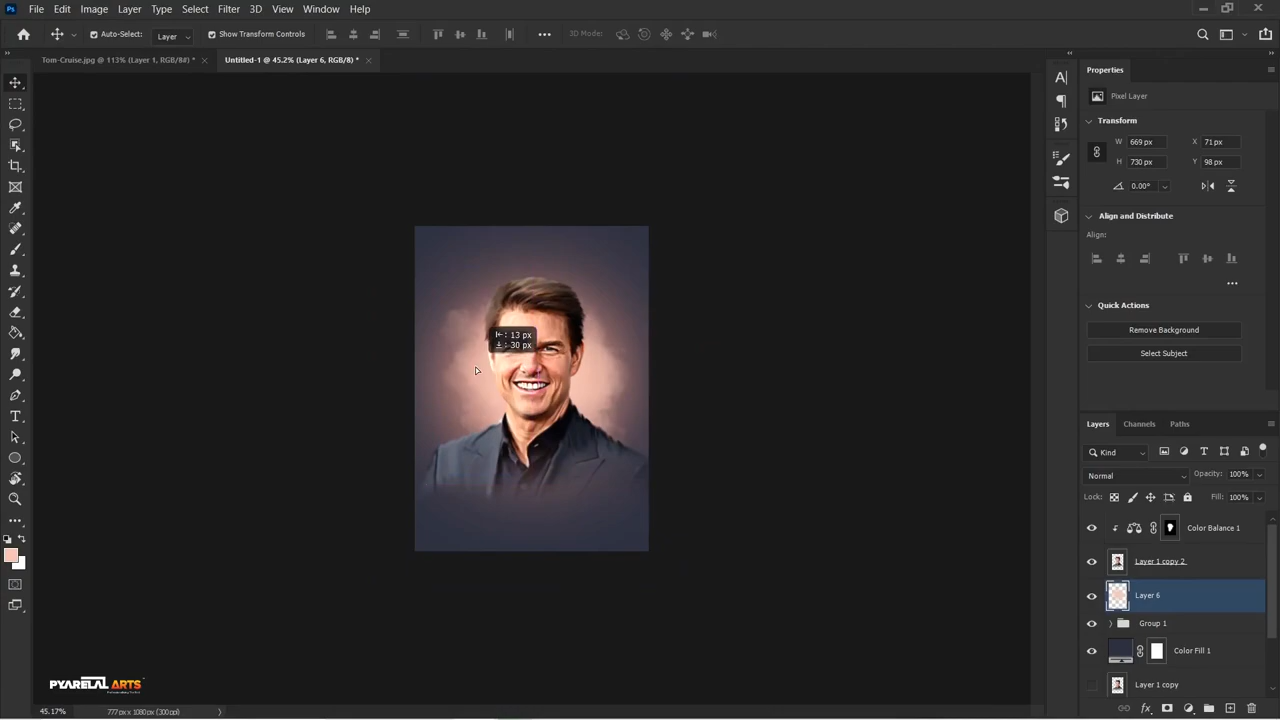 Ps File Edit Image Layer Type Select Filter 3D View Window Help
Auto-Select: Layer Show Transform Controls 3D Mode:
Tom-Cruise.jpg @ 113% (Layer 1, RGB/8#) * Untitled-1 @ 45.2% (Layer 6, RGB/8) *
Properties
Pixel Layer
Transform
W 669 px X 71 px
H 730 px Y 98 px
0.00°
Align and Distribute
Align:
Quick Actions
Remove Background
Select Subject
: 13 px
: 30 px
Layers Channels Paths
Kind
Normal Opacity: 100%
Lock: Fill: 100%
Color Balance 1
Layer 1 copy 2
Layer 6
Group 1
Color Fill 1
Layer 1 copy
PYARELAL ARTS
45.17% 777 px x 1080 px (300 ppi)